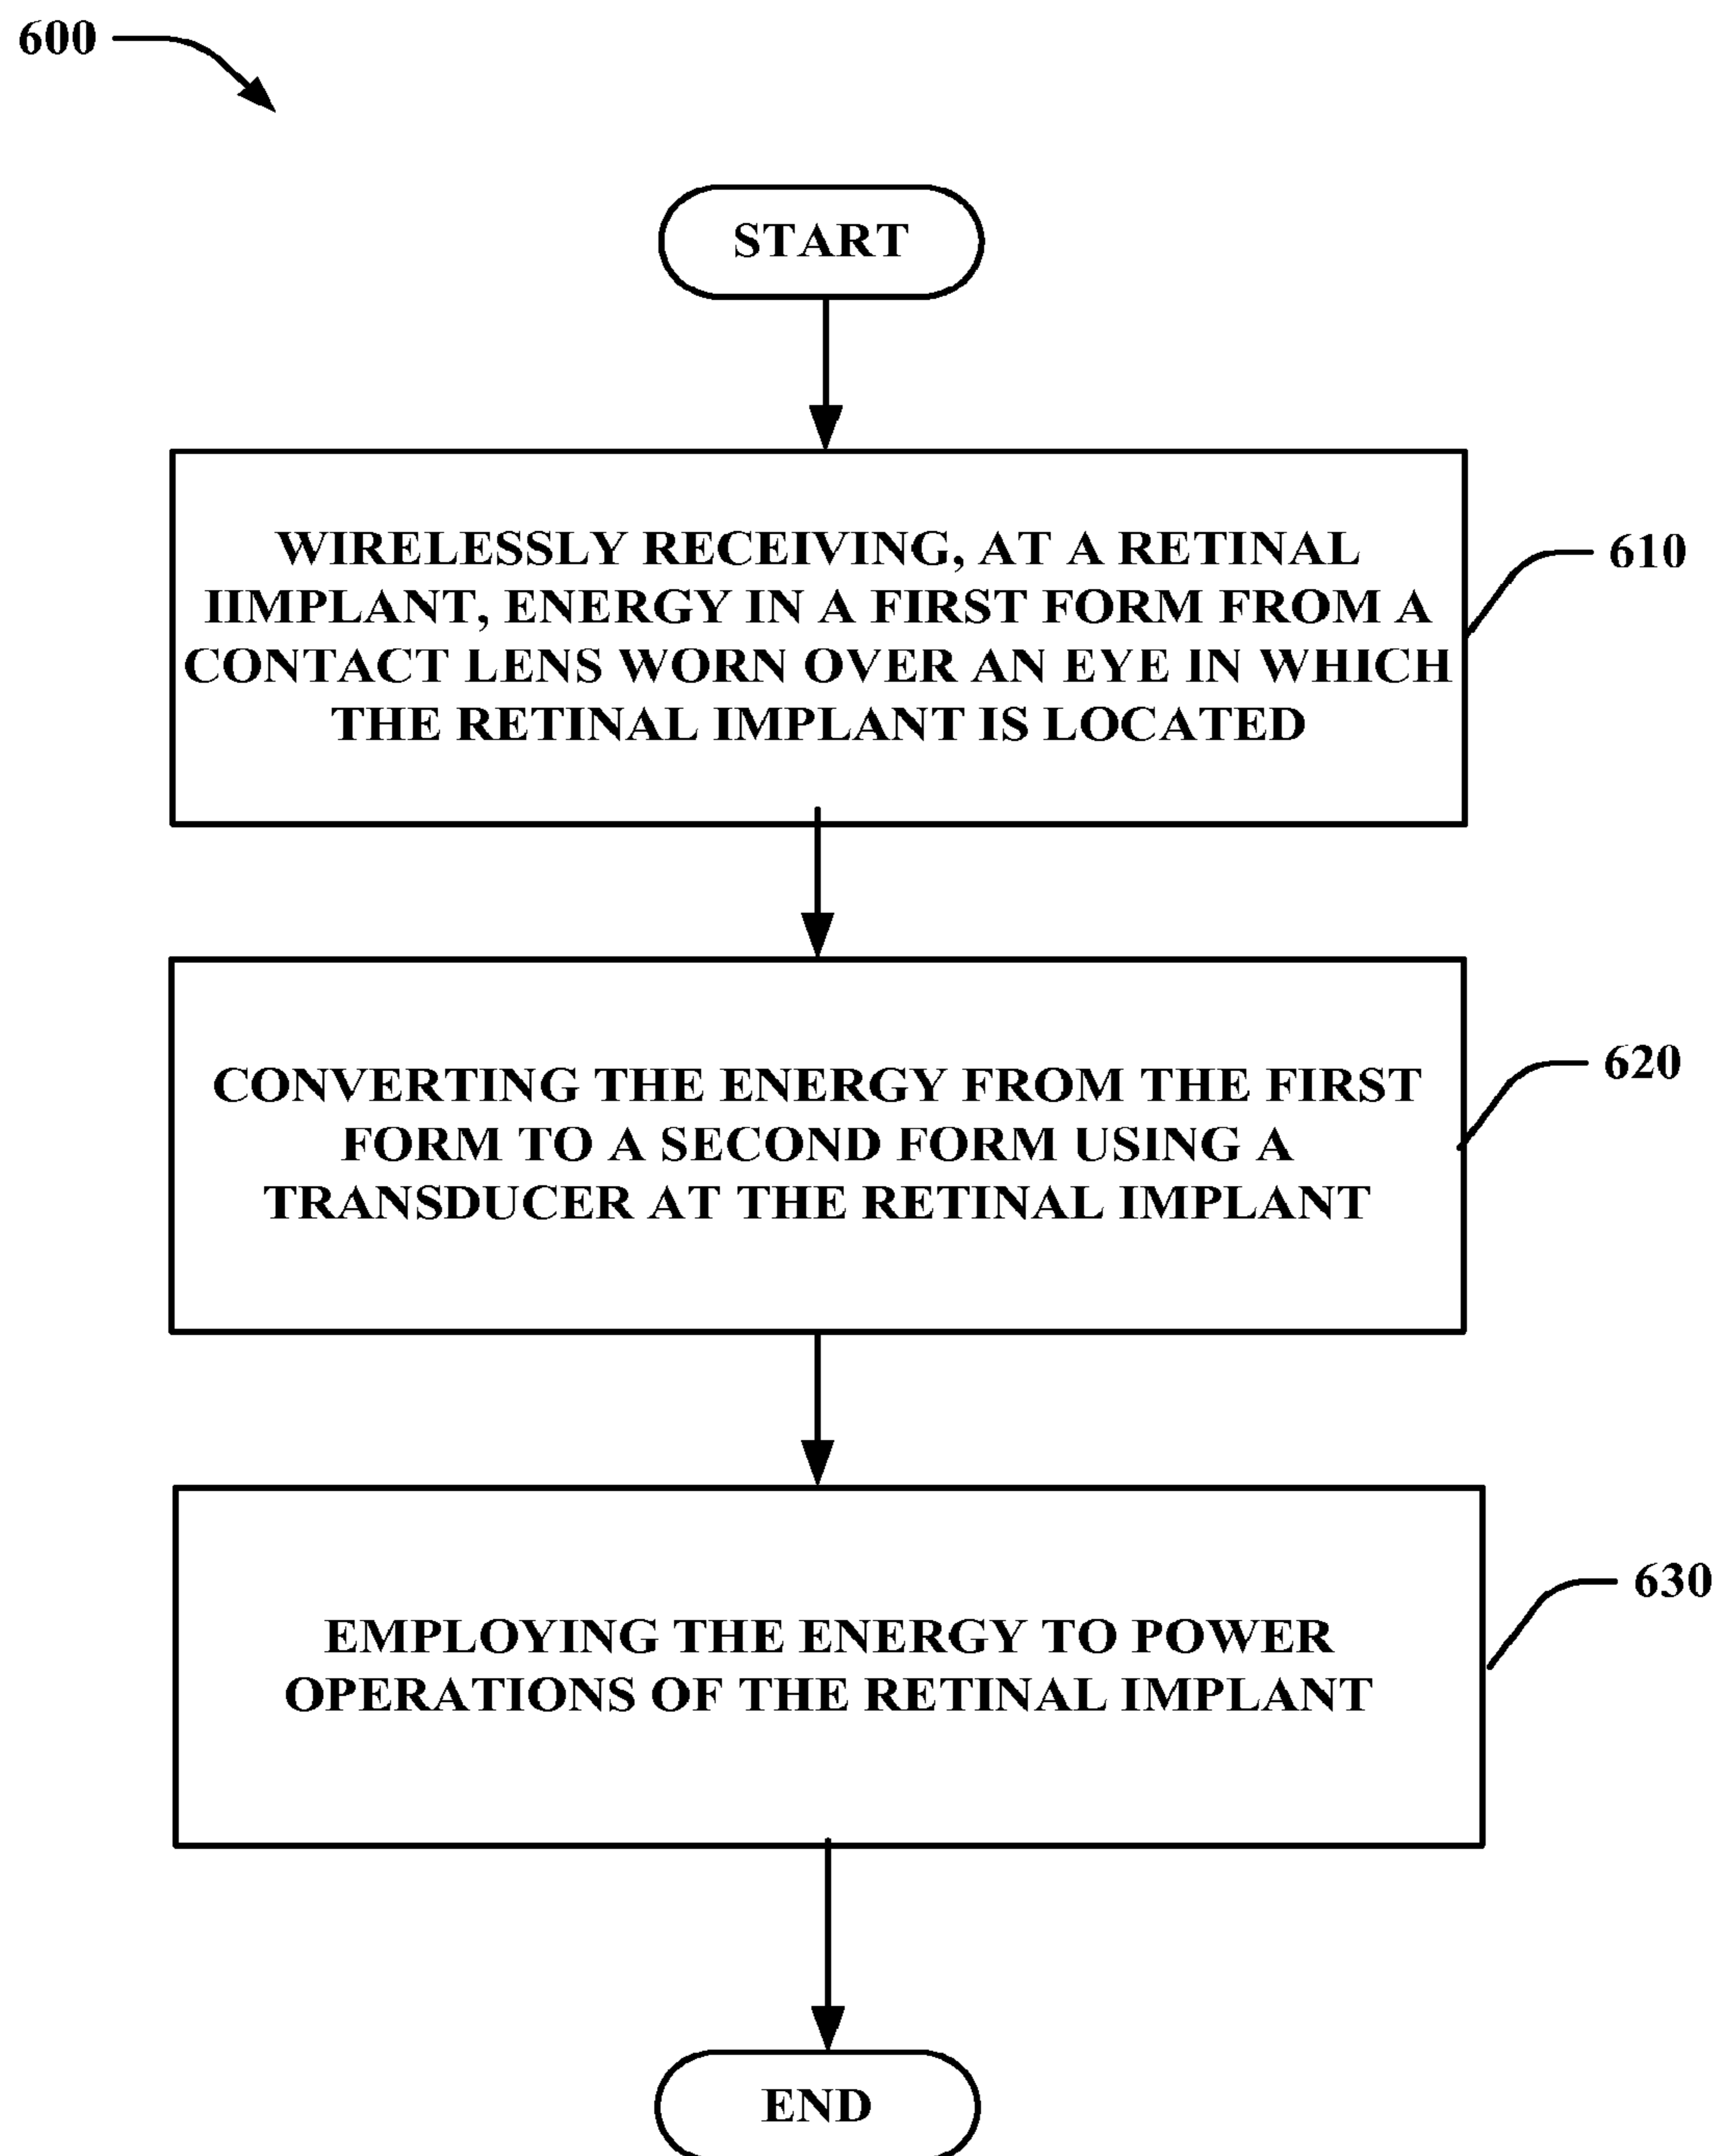 600
START
WIRELESSLY RECEIVING, AT A RETINAL
IIMPLANT, ENERGY IN A FIRST FORM FROM A
CONTACT LENS WORN OVER AN EYE IN WHICH
THE RETINAL IMPLANT IS LOCATED
610
CONVERTING THE ENERGY FROM THE FIRST
FORM TO A SECOND FORM USING A
TRANSDUCER AT THE RETINAL IMPLANT
620
EMPLOYING THE ENERGY TO POWER
OPERATIONS OF THE RETINAL IMPLANT
630
END